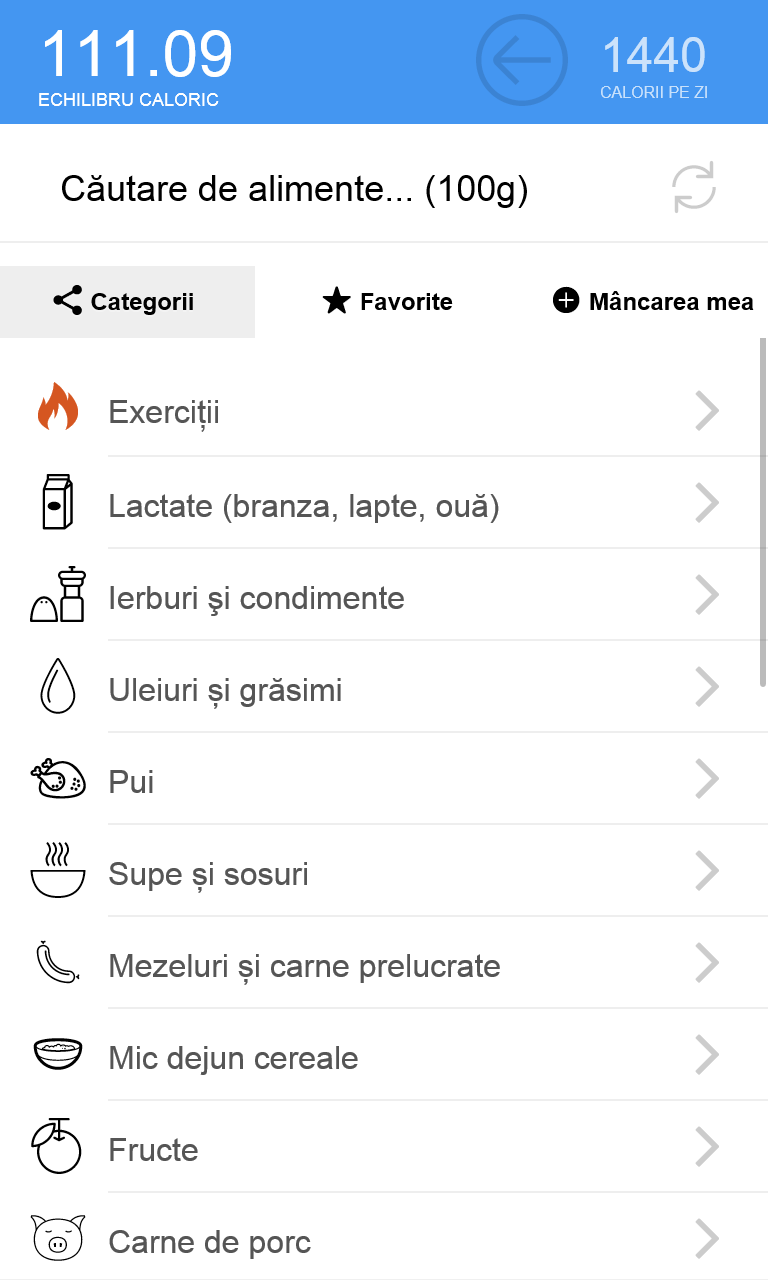 111.09
ECHILIBRU CALORIC
1440
CALORII PE ZI
Căutare de alimente... (100g)
Categorii
Favorite
Mâncarea mea
Exerciții
Lactate (branza, lapte, ouă)
Ierburi şi condimente
Uleiuri și grăsimi
Pui
Supe și sosuri
Mezeluri și carne prelucrate
Mic dejun cereale
Fructe
Carne de porc